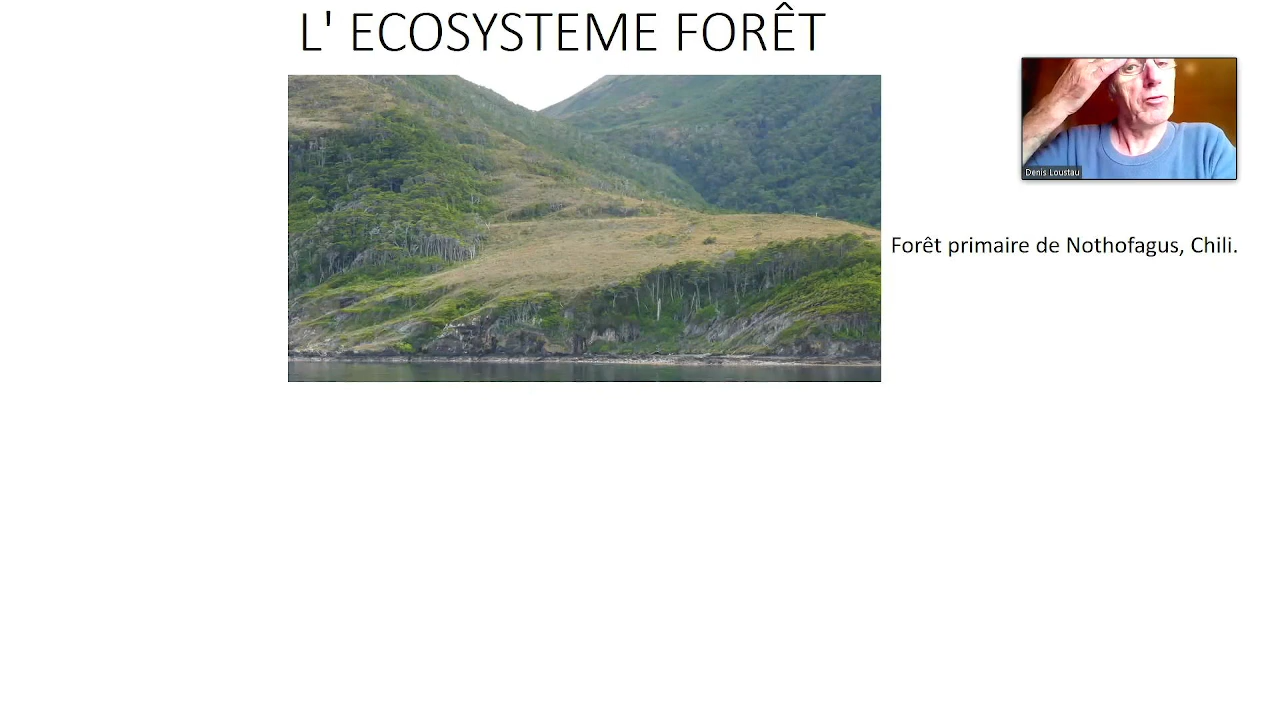 L' ECOSYSTEME FORÊT
Denis Loustau
Forêt primaire de Nothofagus, Chili.